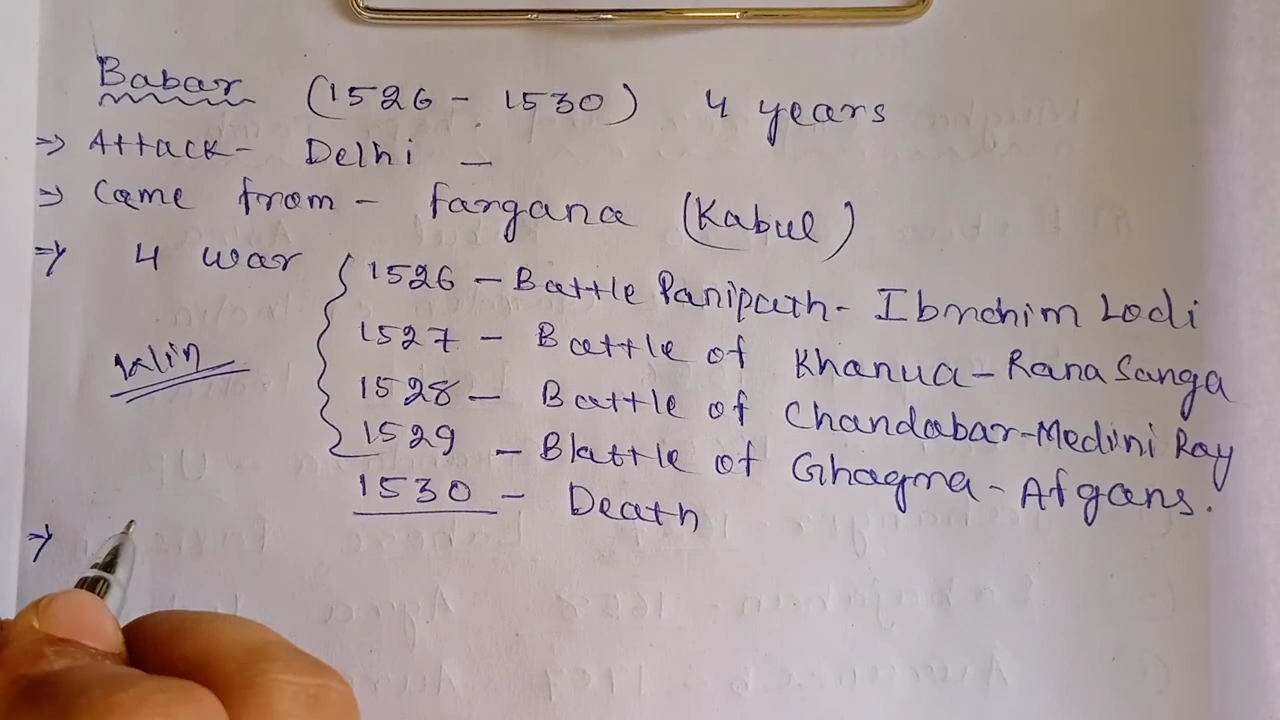 Babar (1526 - 1530) 4 years
⇒ Attack - Delhi -
⇒ Came from - fargana (Kabul)
⇒ 4 war { 1526 - Battle Panipath - Ibrahim Lodi
1527 - Battle of Khanua - Rana Sanga
1528 - Battle of Chandabar - Medini Ray
1529 - Blattle of Ghagra - Afgans.
1530 - Death
⇒